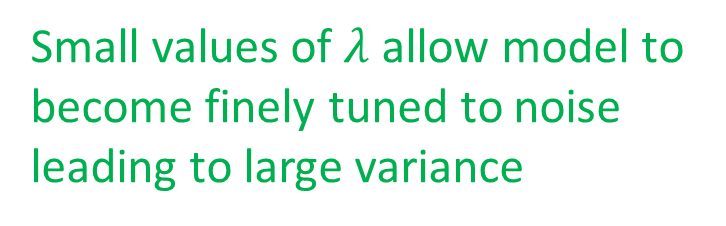 Small values of λ allow model to
become finely tuned to noise
leading to large variance